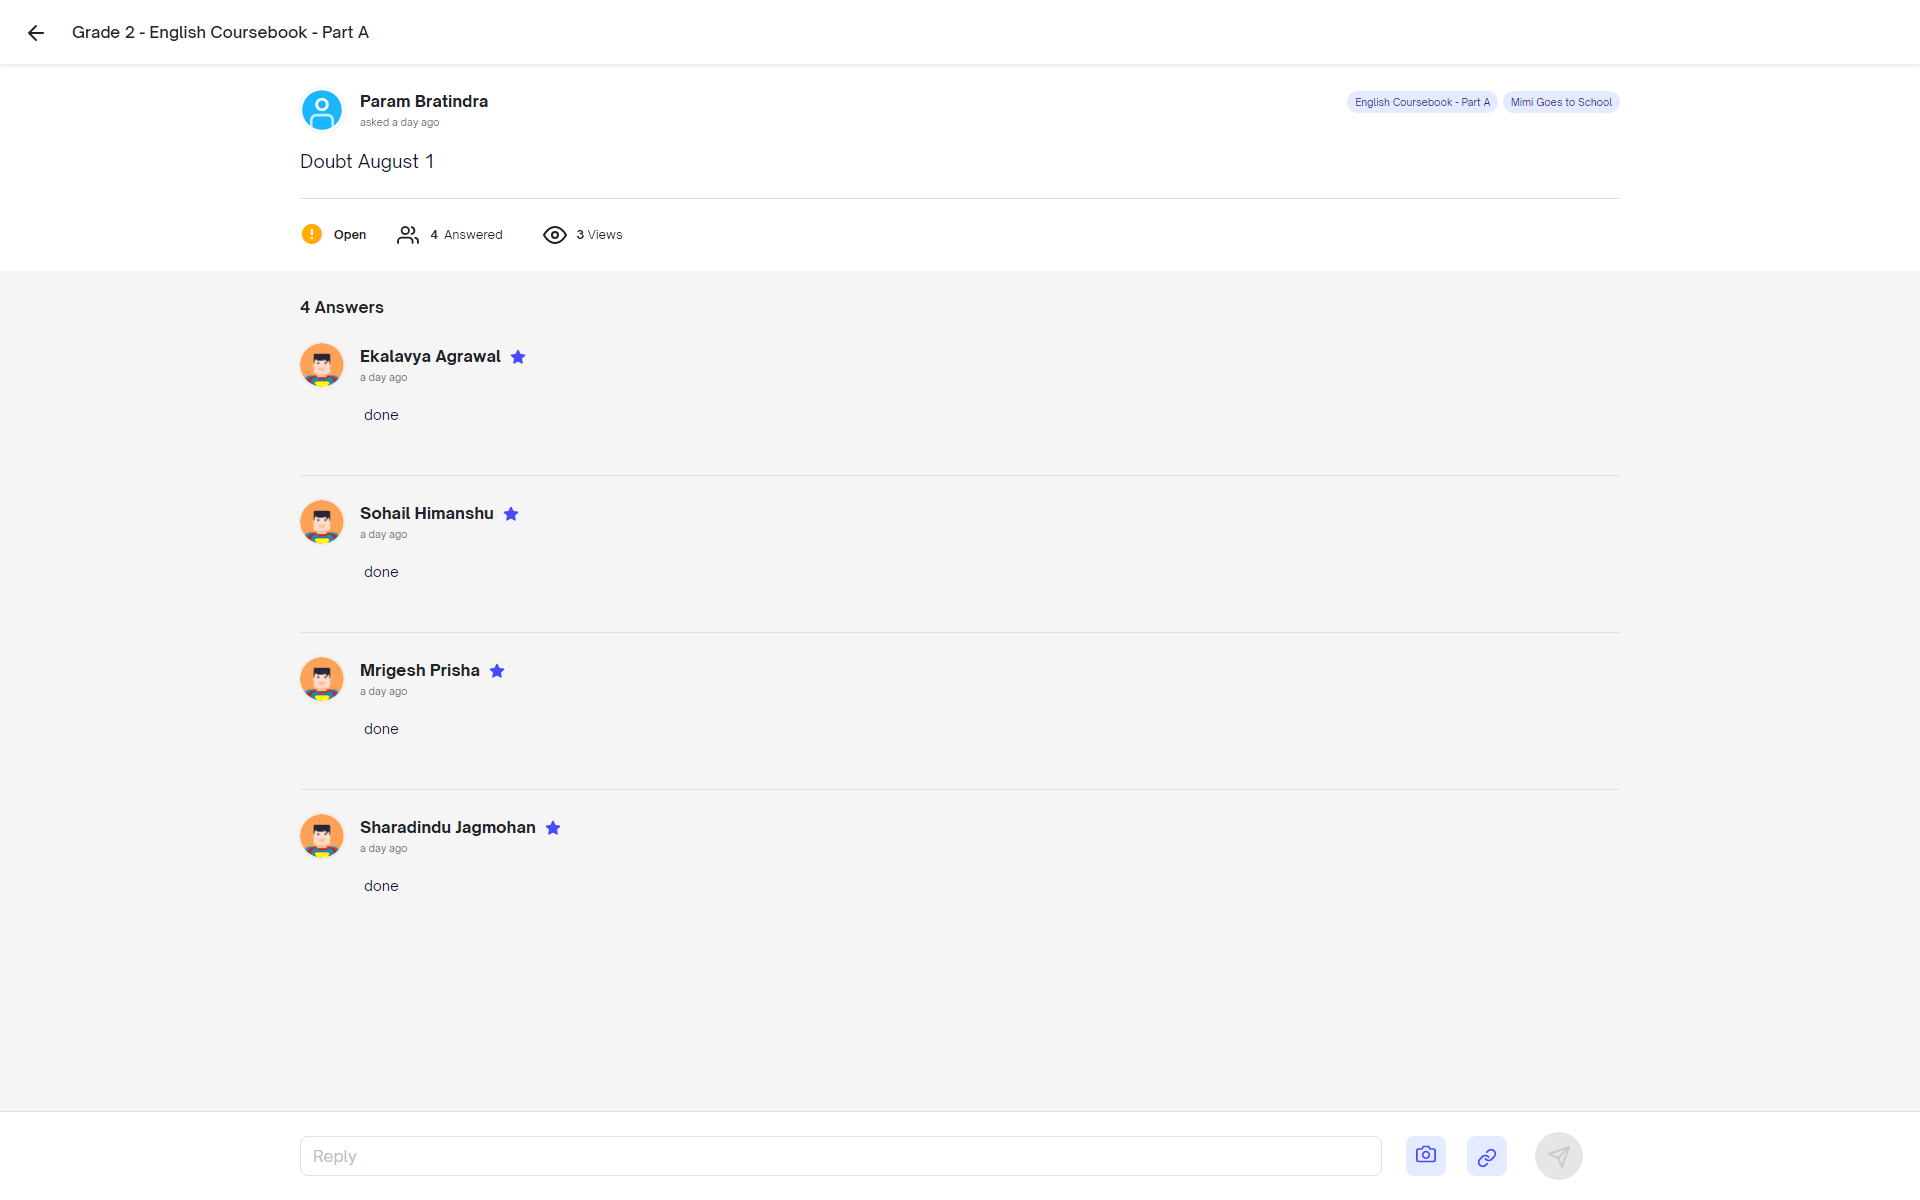 Grade 2 - English Coursebook - Part A
Param Bratindra
asked a day ago
English Coursebook - Part A
Mimi Goes to School
Doubt August 1
Open
4 Answered
3 Views
4 Answers
Ekalavya Agrawal
a day ago
done
Sohail Himanshu
a day ago
done
Mrigesh Prisha
a day ago
done
Sharadindu Jagmohan
a day ago
done
Reply